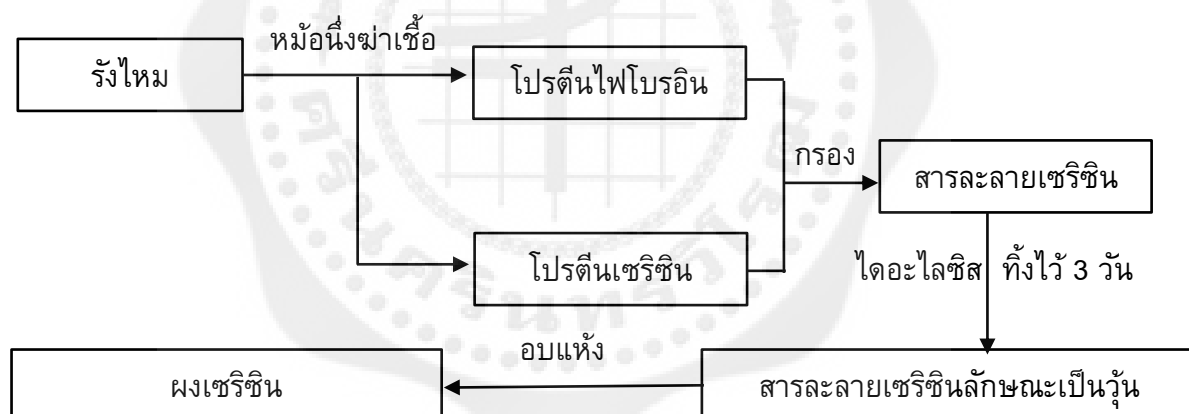 หม้อนึ่งฆ่าเชื้อ
รังไหม
โปรตีนไฟโบรอิน
กรอง
สารละลายเซริซิน
โปรตีนเซริซิน
ไดอะไลซิส ทิ้งไว้ 3 วัน
อบแห้ง
ผงเซริซิน
สารละลายเซริซินลักษณะเป็นวุ้น